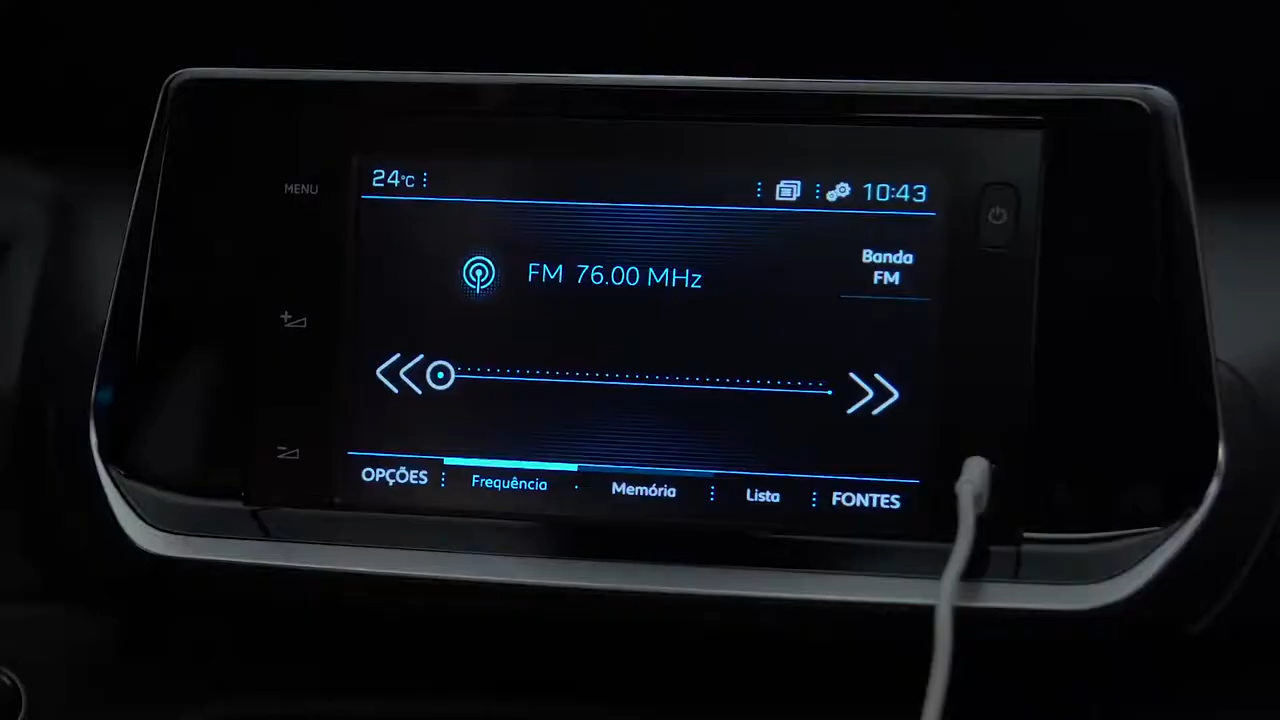 MENU
24°C
10:43
FM 76.00 MHz
Banda
FM
OPÇÕES
Frequência
Memória
Lista
FONTES